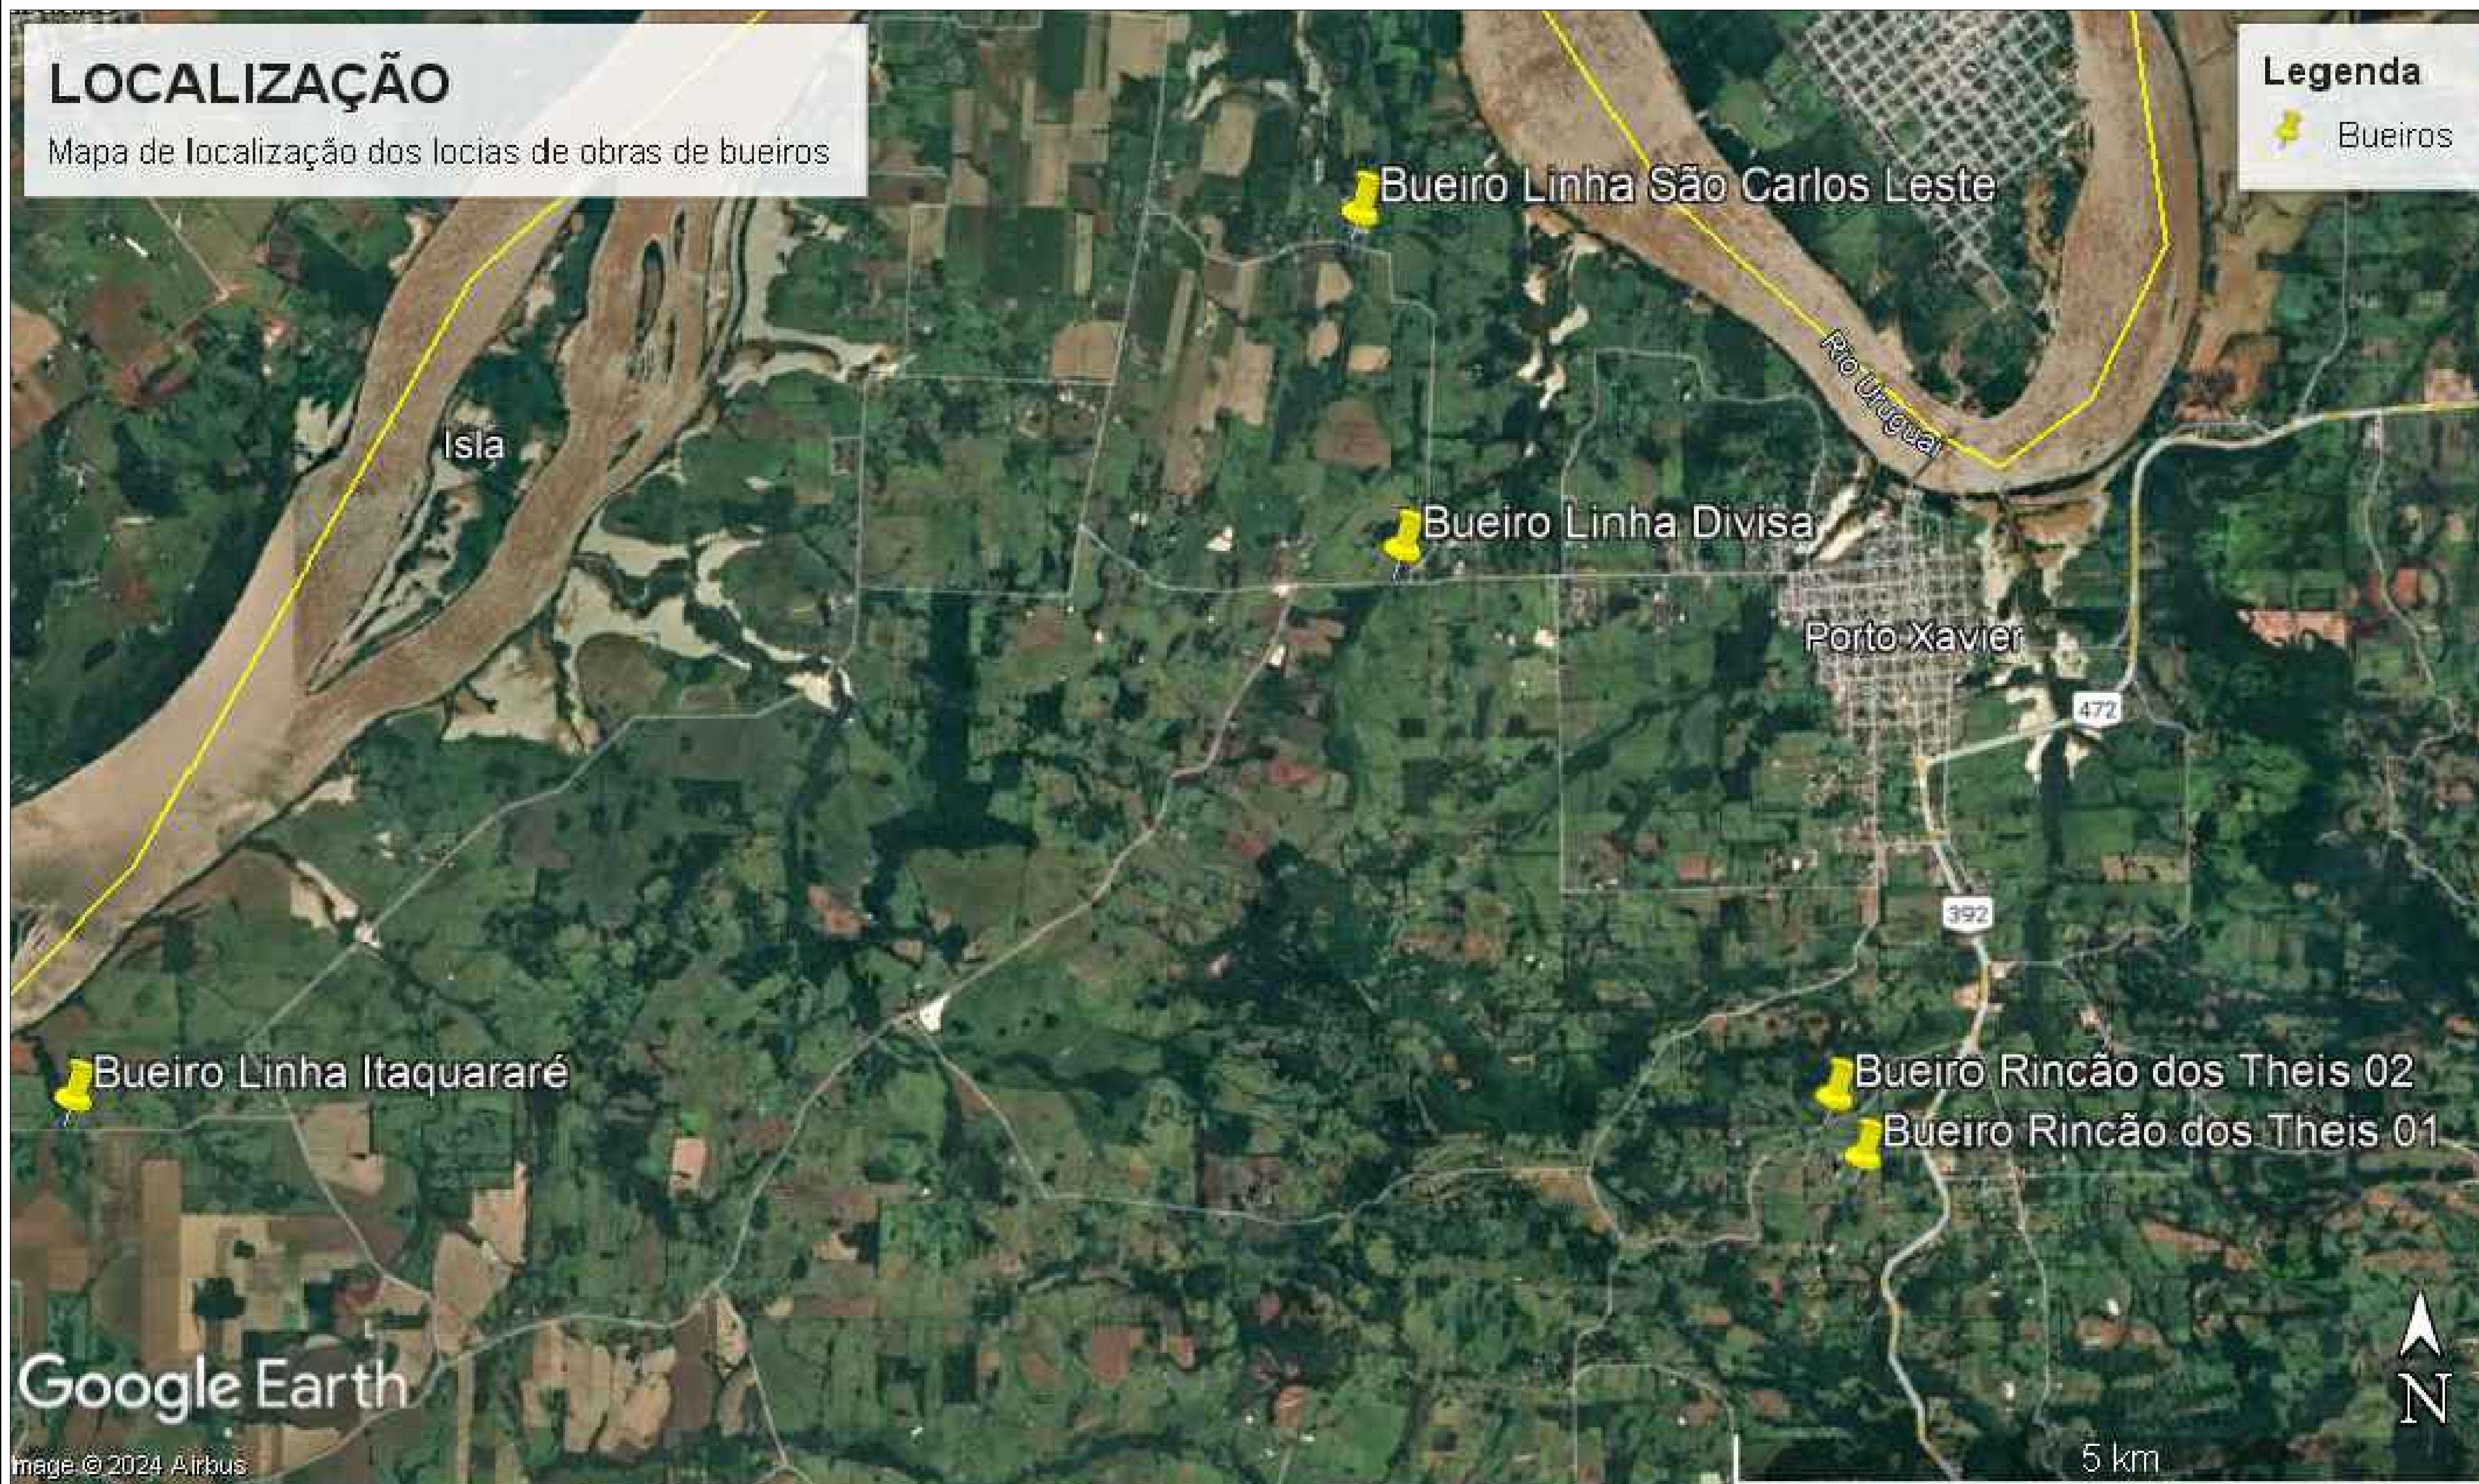 LOCALIZAÇÃO
Mapa de localização dos locias de obras de bueiros
Legenda
Bueiros
Bueiro Linha São Carlos Leste
Rio Uruguai
Isla
Bueiro Linha Divisa
Porto Xavier
472
392
Bueiro Linha Itaquararé
Bueiro Rincão dos Theis 02
Bueiro Rincão dos Theis 01
Google Earth
N
mage © 2024 Airbus
5 km